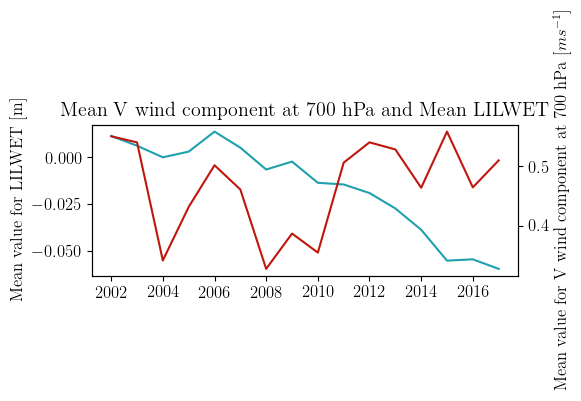 Mean V wind component at 700 hPa and Mean LILWET
Mean value for LILWET [m]
0.000
−0.025
−0.050
0.5
0.4
Mean value for V wind component at 700 hPa [ms⁻¹]
2002 2004 2006 2008 2010 2012 2014 2016